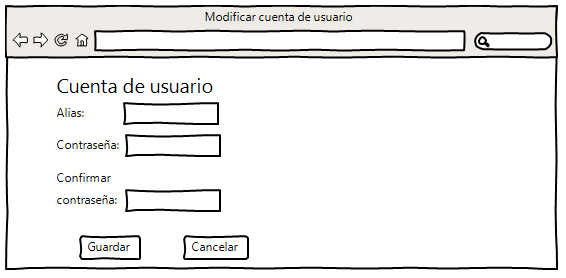 Modificar cuenta de usuario
Cuenta de usuario
Alias:
Contraseña:
Confirmar
contraseña:
Guardar Cancelar